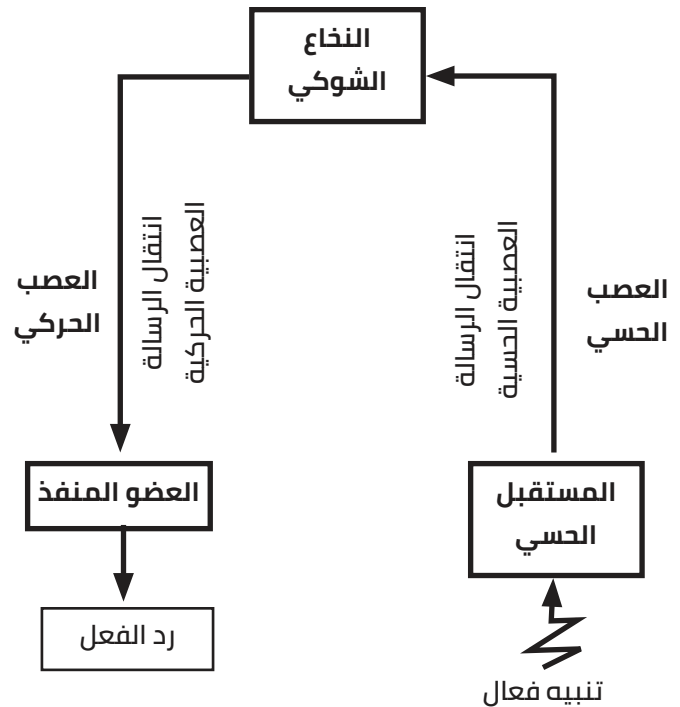 النخاع
الشوكي
العصب
الحسي
انتقال الرسالة
العصبية الحسية
انتقال الرسالة
العصبية الحركية
العصب
الحركي
المستقبل
الحسي
العضو المنفذ
رد الفعل
تنبيه فعال